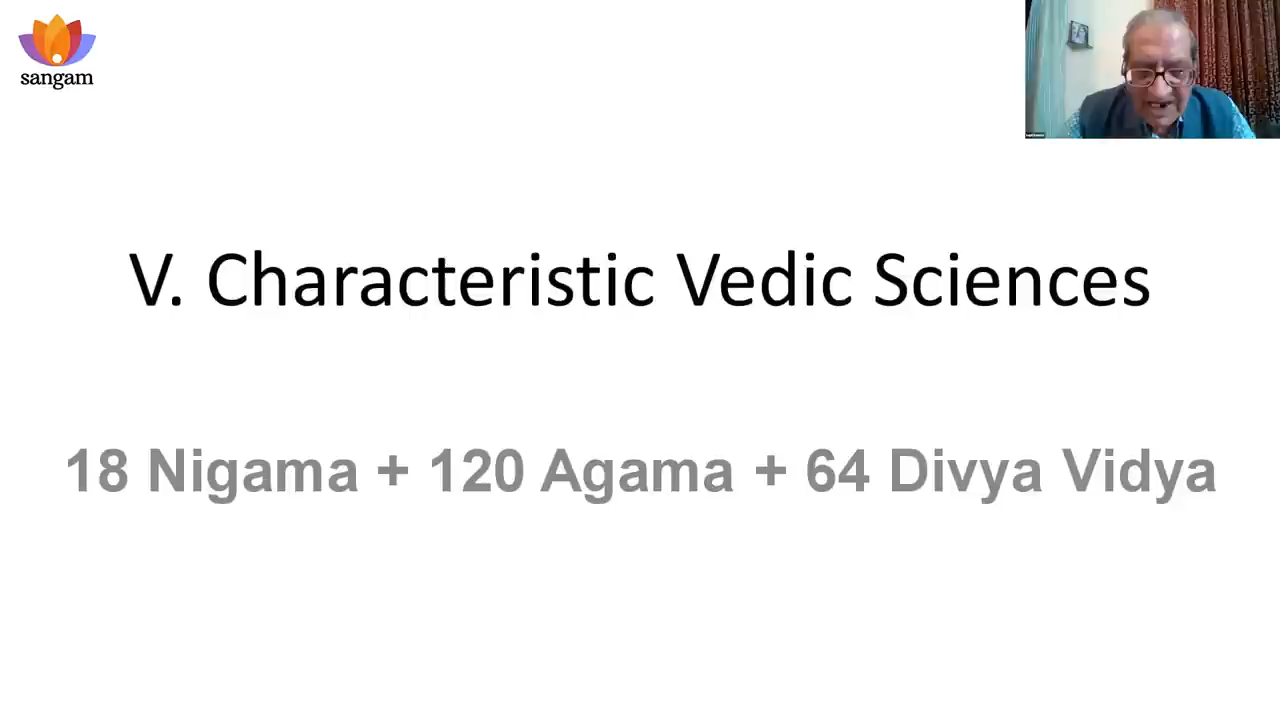 sangam
V. Characteristic Vedic Sciences
18 Nigama + 120 Agama + 64 Divya Vidya